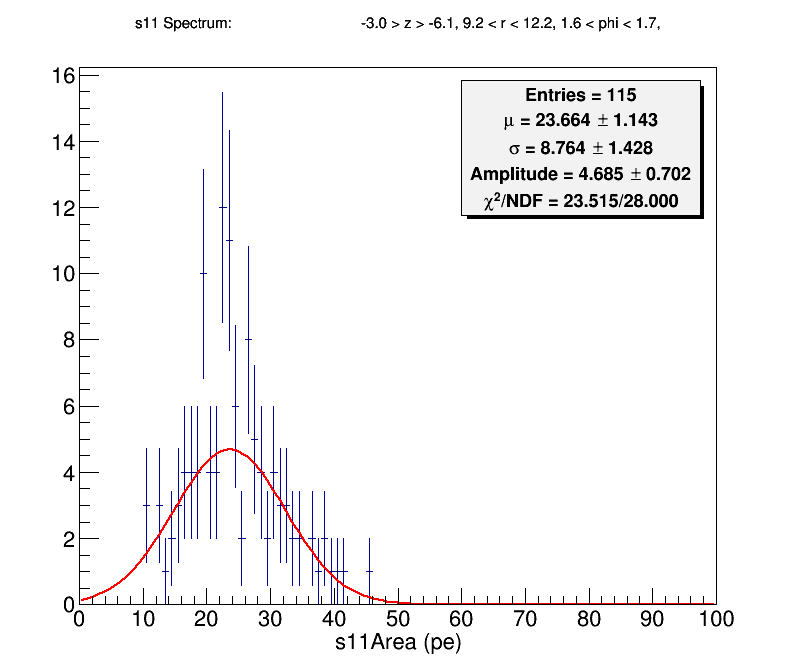 s11 Spectrum: -3.0 > z > -6.1, 9.2 < r < 12.2, 1.6 < phi < 1.7,
Entries = 115
μ = 23.664 ± 1.143
σ = 8.764 ± 1.428
Amplitude = 4.685 ± 0.702
χ²/NDF = 23.515/28.000
16
14
12
10
8
6
4
2
0
0 10 20 30 40 50 60 70 80 90 100
s11Area (pe)